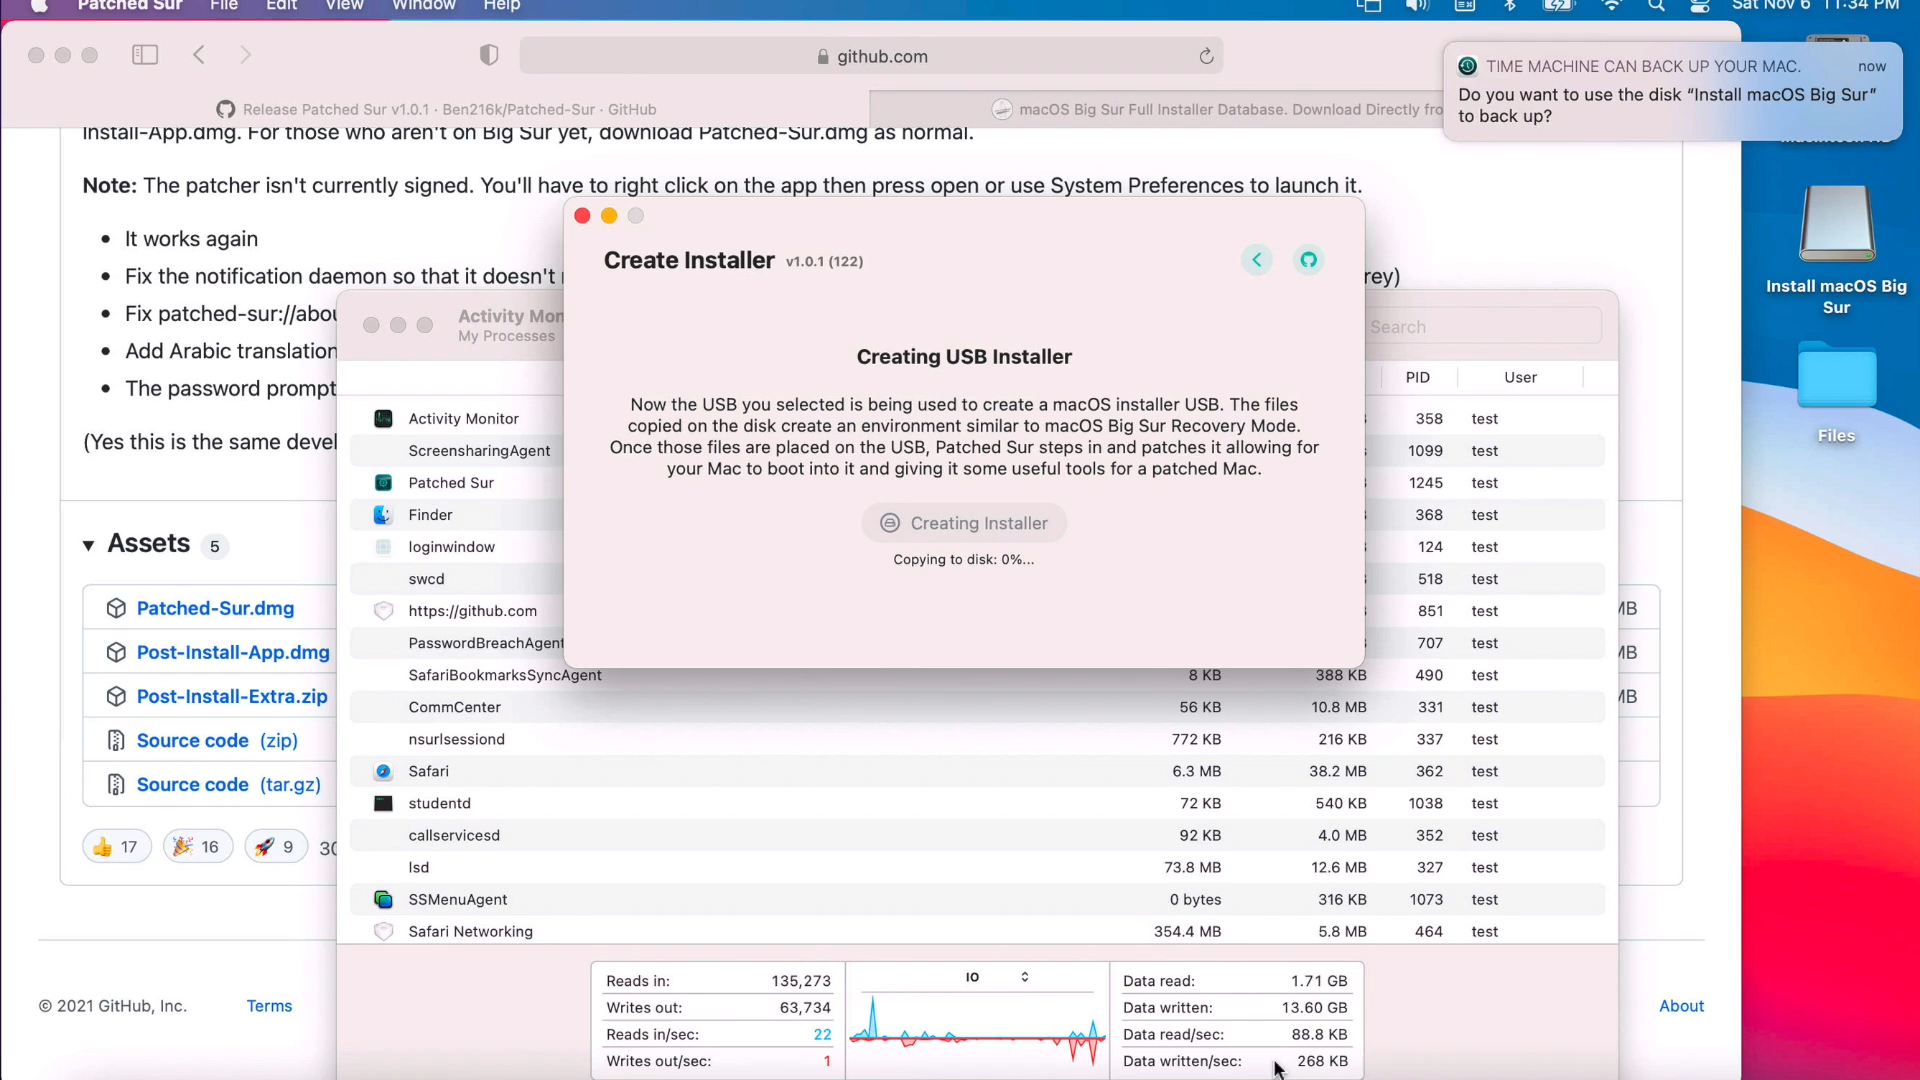 Patched Sur File Edit View Window Help Sat Nov 6 11:34 PM
github.com
Release Patched Sur v1.0.1 · Ben216k/Patched-Sur · GitHub
macOS Big Sur Full Installer Database. Download Directly fro
TIME MACHINE CAN BACK UP YOUR MAC. now
Do you want to use the disk “Install macOS Big Sur”
to back up?
Install-App.dmg. For those who aren't on Big Sur yet, download Patched-Sur.dmg as normal.
Note: The patcher isn't currently signed. You'll have to right click on the app then press open or use System Preferences to launch it.
• It works again
• Fix the notification daemon so that it doesn't
rey)
• Fix patched-sur://abou
• Add Arabic translation
• The password prompt
(Yes this is the same devel
Install macOS Big
Sur
Files
Create Installer v1.0.1 (122)
Creating USB Installer
Now the USB you selected is being used to create a macOS installer USB. The files
copied on the disk create an environment similar to macOS Big Sur Recovery Mode.
Once those files are placed on the USB, Patched Sur steps in and patches it allowing for
your Mac to boot into it and giving it some useful tools for a patched Mac.
Creating Installer
Copying to disk: 0%...
Activity Mon
My Processes
Search
PID User
Activity Monitor 358 test
ScreensharingAgent 1099 test
Patched Sur 1245 test
Finder 368 test
loginwindow 124 test
swcd 518 test
https://github.com 851 test
PasswordBreachAgent 707 test
SafariBookmarksSyncAgent 8 KB 388 KB 490 test
CommCenter 56 KB 10.8 MB 331 test
nsurlsessiond 772 KB 216 KB 337 test
Safari 6.3 MB 38.2 MB 362 test
studentd 72 KB 540 KB 1038 test
callservicesd 92 KB 4.0 MB 352 test
lsd 73.8 MB 12.6 MB 327 test
SSMenuAgent 0 bytes 316 KB 1073 test
Safari Networking 354.4 MB 5.8 MB 464 test
Reads in: 135,273
Writes out: 63,734
Reads in/sec: 22
Writes out/sec: 1
IO
Data read: 1.71 GB
Data written: 13.60 GB
Data read/sec: 88.8 KB
Data written/sec: 268 KB
▼ Assets 5
Patched-Sur.dmg
MB
Post-Install-App.dmg
MB
Post-Install-Extra.zip
MB
Source code (zip)
Source code (tar.gz)
👍 17 🎉 16 🚀 9 30
© 2021 GitHub, Inc. Terms About